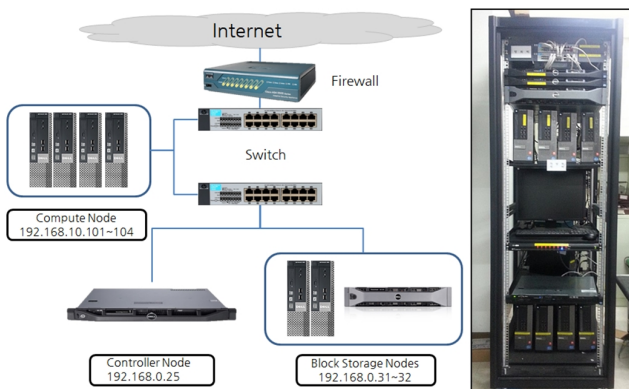 Internet
Firewall
Switch
Compute Node
192.168.10.101~104
Controller Node
192.168.0.25
Block Storage Nodes
192.168.0.31~32